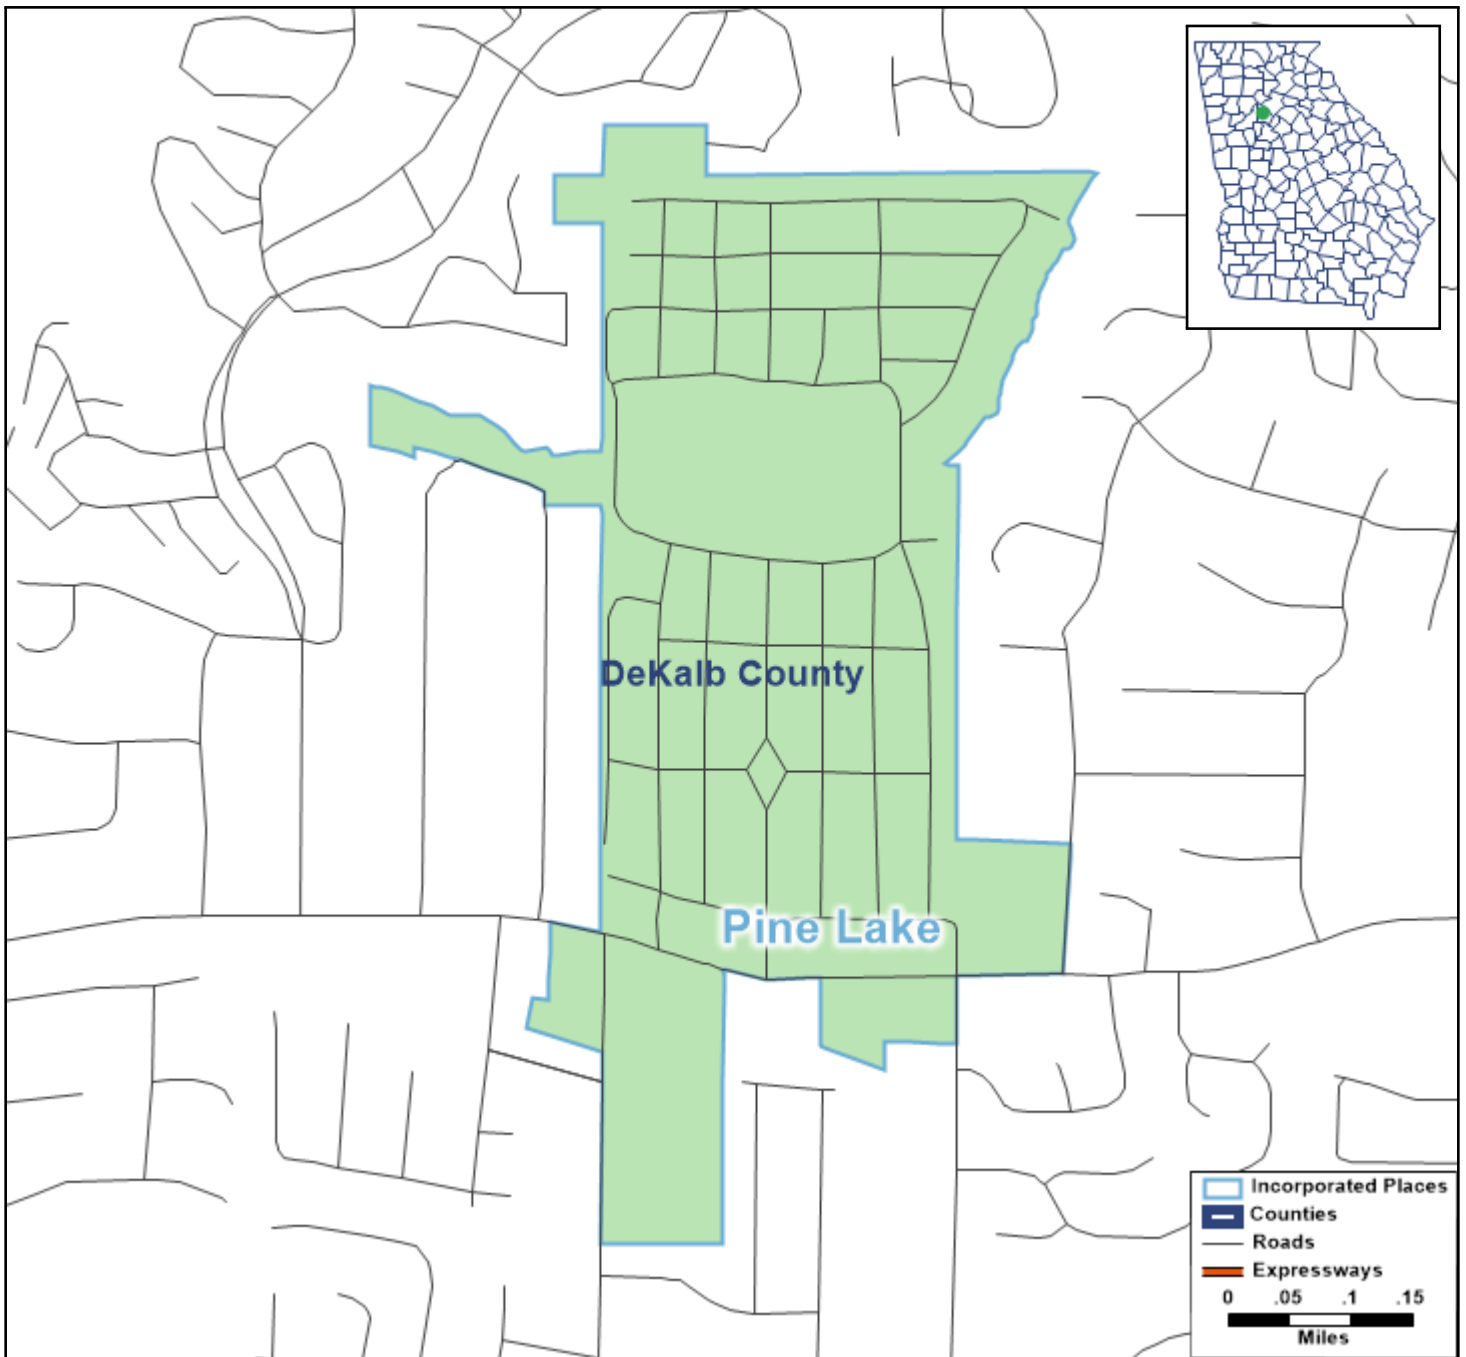 DeKalb County
Pine Lake
Incorporated Places
Counties
Roads
Expressways
0 .05 .1 .15
Miles